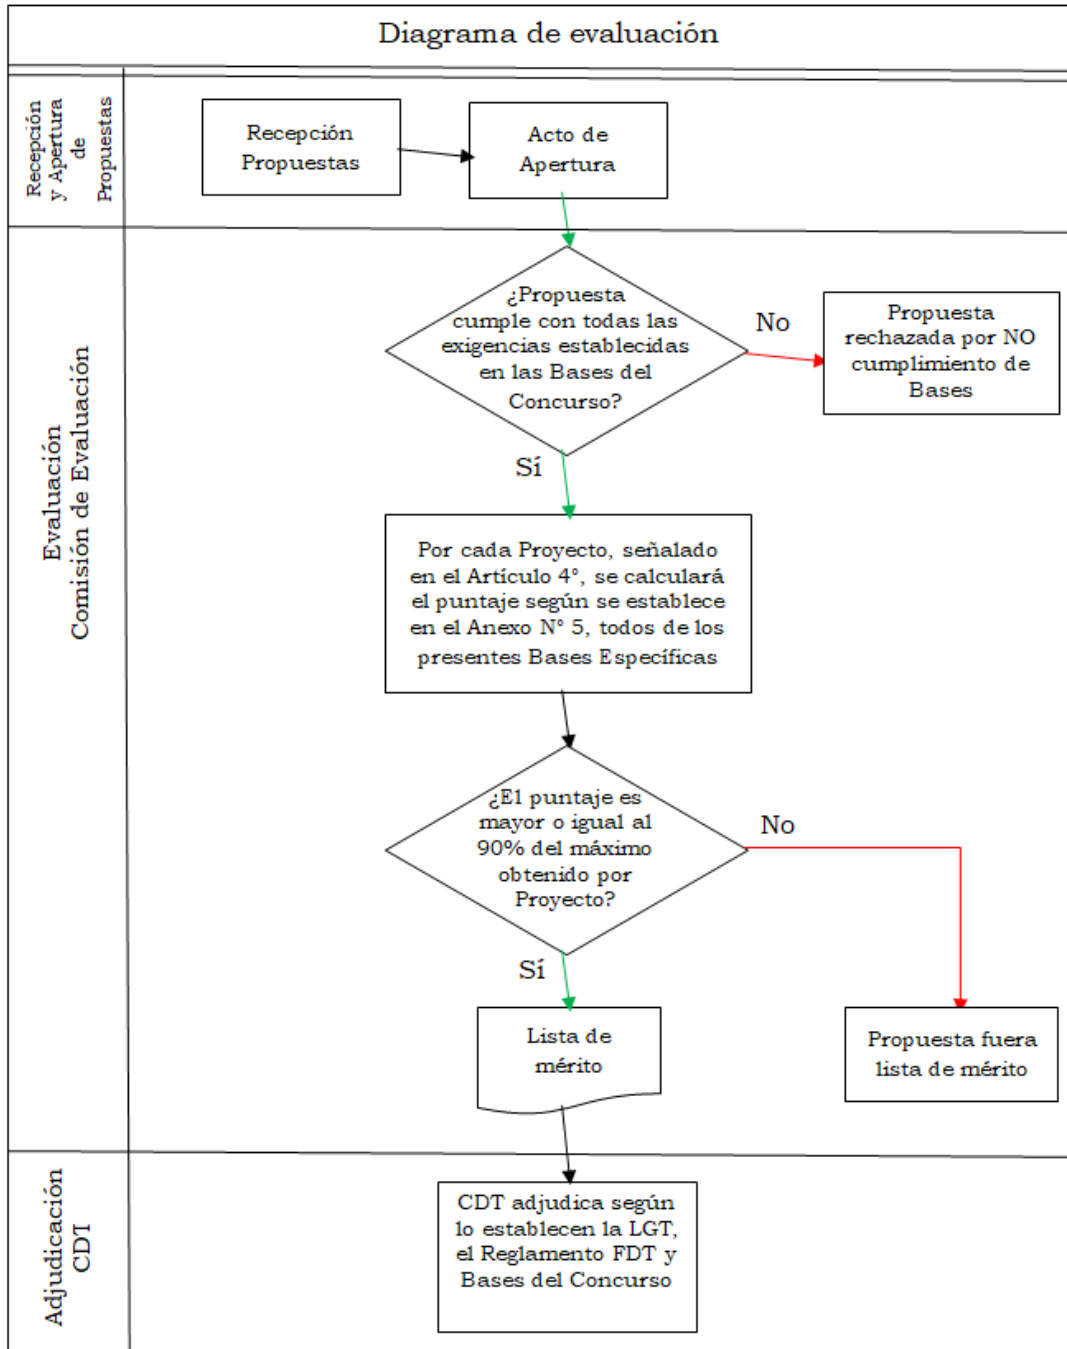 Diagrama de evaluación
Recepción
y Apertura
de
Propuestas
Recepción
Propuestas
Acto de
Apertura
Evaluación
Comisión de Evaluación
¿Propuesta
cumple con todas las
exigencias establecidas
en las Bases del
Concurso?
No
Propuesta
rechazada por NO
cumplimiento de
Bases
Sí
Por cada Proyecto, señalado
en el Artículo 4°, se calculará
el puntaje según se establece
en el Anexo N° 5, todos de los
presentes Bases Específicas
¿El puntaje es
mayor o igual al
90% del máximo
obtenido por
Proyecto?
No
Sí
Lista de
mérito
Propuesta fuera
lista de mérito
Adjudicación
CDT
CDT adjudica según
lo establecen la LGT,
el Reglamento FDT y
Bases del Concurso